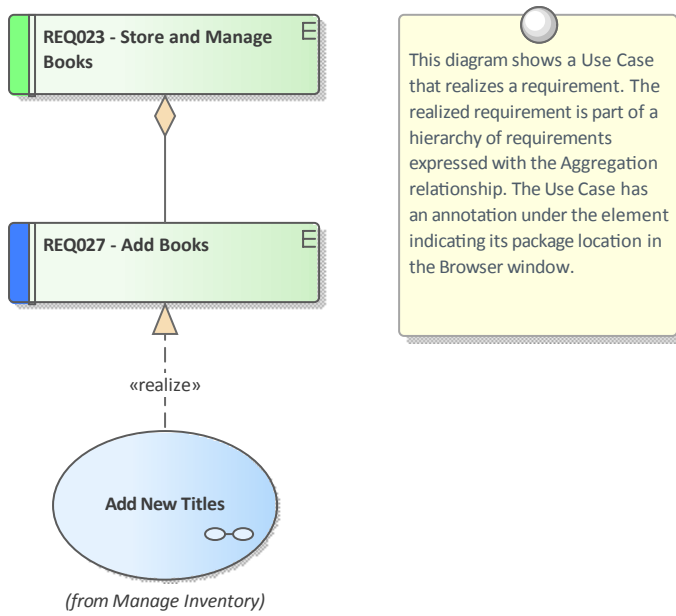 REQ023 - Store and Manage
Books
REQ027 - Add Books
«realize»
Add New Titles
(from Manage Inventory)
This diagram shows a Use Case
that realizes a requirement. The
realized requirement is part of a
hierarchy of requirements
expressed with the Aggregation
relationship. The Use Case has
an annotation under the element
indicating its package location in
the Browser window.